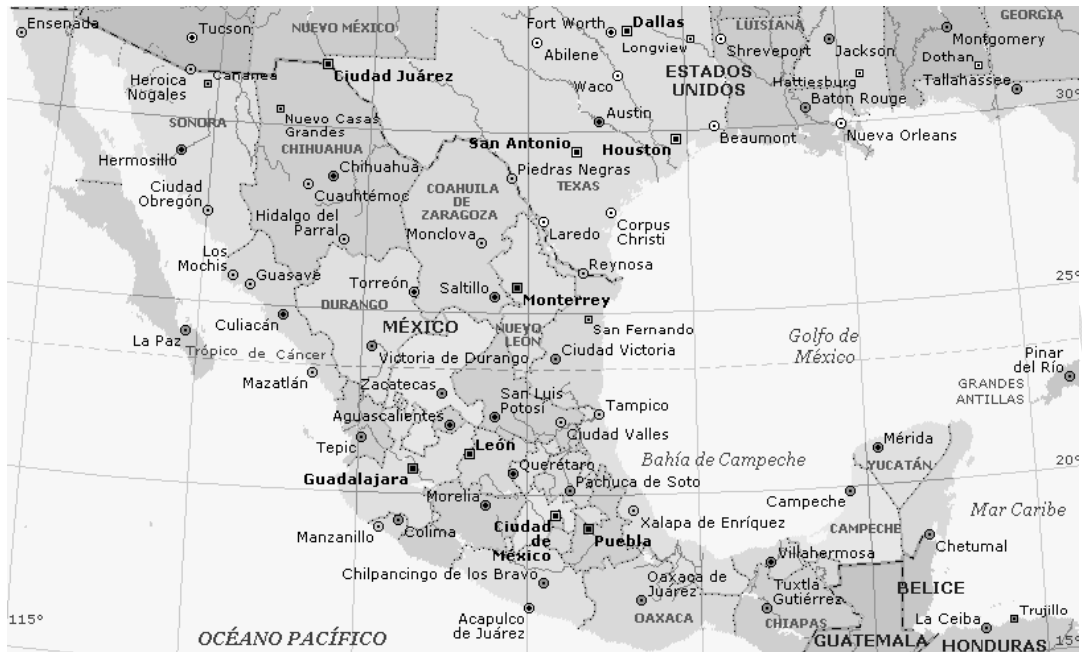 Ensenada
Tucson
NUEVO MÉXICO
Fort Worth
Dallas
LUISIANA
GEORGIA
Abilene
Longview
Shreveport
Jackson
Montgomery
Heroica
Nogales
Cananea
Ciudad Juárez
ESTADOS
UNIDOS
Dothan
Waco
Hattiesburg
Tallahassee
Nuevo Casas
Grandes
Austin
Baton Rouge
30°
SONORA
CHIHUAHUA
San Antonio
Houston
Beaumont
Nueva Orleans
Hermosillo
Chihuahua
Piedras Negras
TEXAS
Ciudad
Obregón
Cuauhtémoc
COAHUILA
DE
ZARAGOZA
Hidalgo del
Parral
Monclova
Laredo
Corpus
Christi
Los
Mochis
Guasave
Torreón
Saltillo
Reynosa
25°
DURANGO
Monterrey
Culiacán
MÉXICO
NUEVO
LEÓN
San Fernando
La Paz
Golfo de
México
Trópico de Cáncer
Victoria de Durango
Ciudad Victoria
Pinar
del Río
Mazatlán
Zacatecas
San Luis
Potosí
GRANDES
ANTILLAS
Aguascalientes
Tampico
Tepic
León
Ciudad Valles
Mérida
Guadalajara
Querétaro
Bahía de Campeche
YUCATÁN
20°
Morelia
Pachuca de Soto
Campeche
Mar Caribe
Manzanillo
Colima
Ciudad
de
México
Puebla
Xalapa de Enríquez
CAMPECHE
Chetumal
Chilpancingo de los Bravo
Oaxaca de
Juárez
Villahermosa
Tuxtla
Gutiérrez
BELICE
115°
Acapulco
de Juárez
OAXACA
CHIAPAS
La Ceiba
Trujillo
OCÉANO PACÍFICO
GUATEMALA
HONDURAS
15°